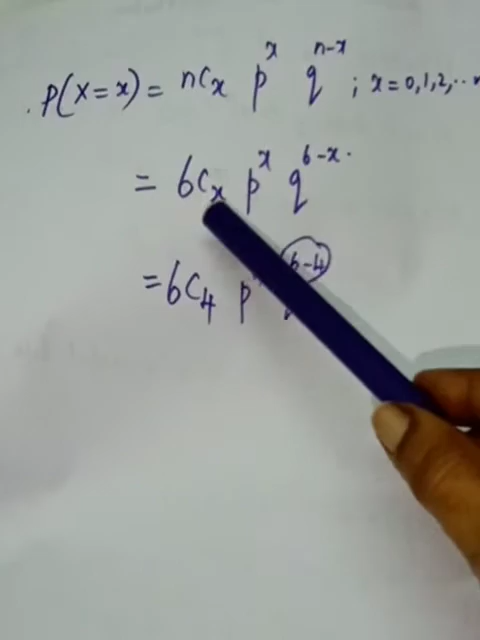 P(X=x) = nCx p^x q^n-x ; x=0,1,2,..
= 6Cx p^x q^6-x.
=6C4 p 6-4